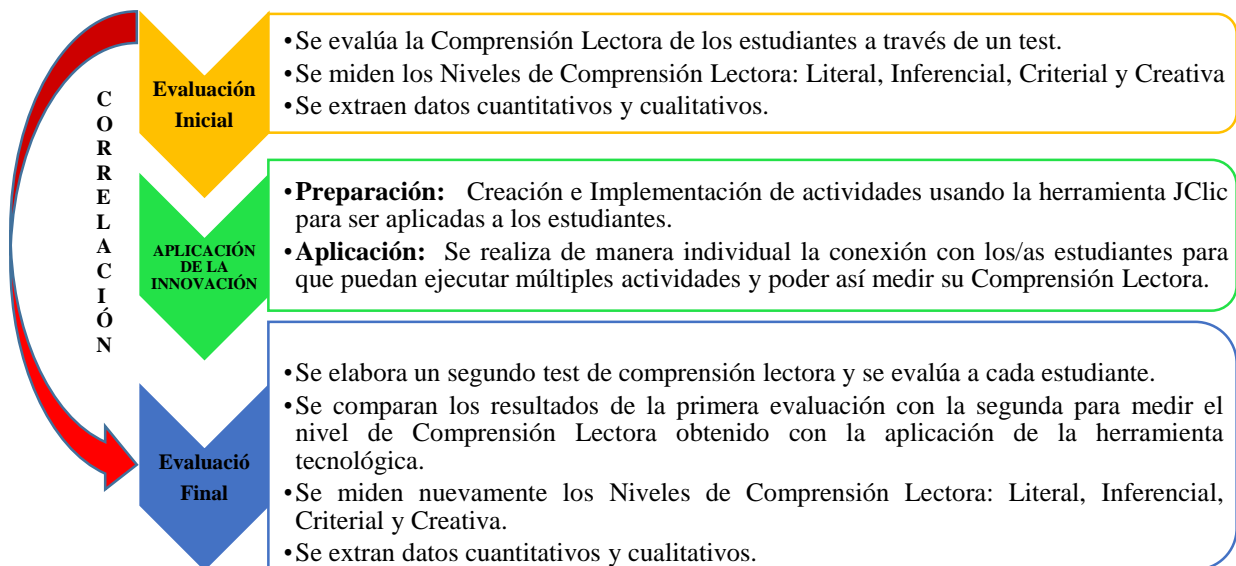 C
O
R
R
E
L
A
C
I
Ó
N
Evaluación
Inicial
•Se evalúa la Comprensión Lectora de los estudiantes a través de un test.
•Se miden los Niveles de Comprensión Lectora: Literal, Inferencial, Criterial y Creativa
•Se extraen datos cuantitativos y cualitativos.
APLICACIÓN
DE LA
INNOVACIÓN
•Preparación: Creación e Implementación de actividades usando la herramienta JClic
para ser aplicadas a los estudiantes.
•Aplicación: Se realiza de manera individual la conexión con los/as estudiantes para
que puedan ejecutar múltiples actividades y poder así medir su Comprensión Lectora.
Evaluació
Final
•Se elabora un segundo test de comprensión lectora y se evalúa a cada estudiante.
•Se comparan los resultados de la primera evaluación con la segunda para medir el
nivel de Comprensión Lectora obtenido con la aplicación de la herramienta
tecnológica.
•Se miden nuevamente los Niveles de Comprensión Lectora: Literal, Inferencial,
Criterial y Creativa.
•Se extran datos cuantitativos y cualitativos.